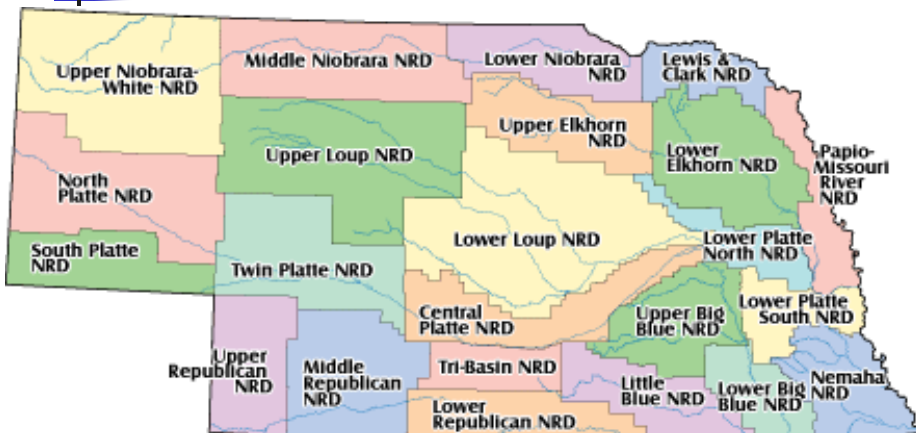 Upper Niobrara-
White NRD
Middle Niobrara NRD
Lower Niobrara
NRD
Lewis &
Clark NRD
Upper Elkhorn
NRD
Lower
Elkhorn NRD
Papio-
Missouri
River
NRD
Upper Loup NRD
North
Platte NRD
South Platte
NRD
Twin Platte NRD
Lower Loup NRD
Lower Platte
North NRD
Central
Platte NRD
Upper Big
Blue NRD
Lower Platte
South NRD
Upper
Republican
NRD
Middle
Republican
NRD
Tri-Basin NRD
Little
Blue NRD
Lower Big
Blue NRD
Nemaha
NRD
Lower
Republican NRD